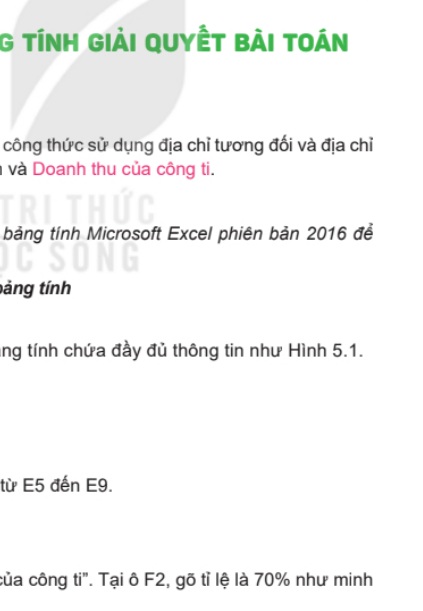 G TÍNH GIẢI QUYẾT BÀI TOÁN
công thức sử dụng địa chỉ tương đối và địa chỉ
và Doanh thu của công ti.
TRI THỨC
bảng tính Microsoft Excel phiên bản 2016 để
ỘC SỐNG
bảng tính
ng tính chứa đầy đủ thông tin như Hình 5.1.
từ E5 đến E9.
của công ti”. Tại ô F2, gõ tỉ lệ là 70% như minh